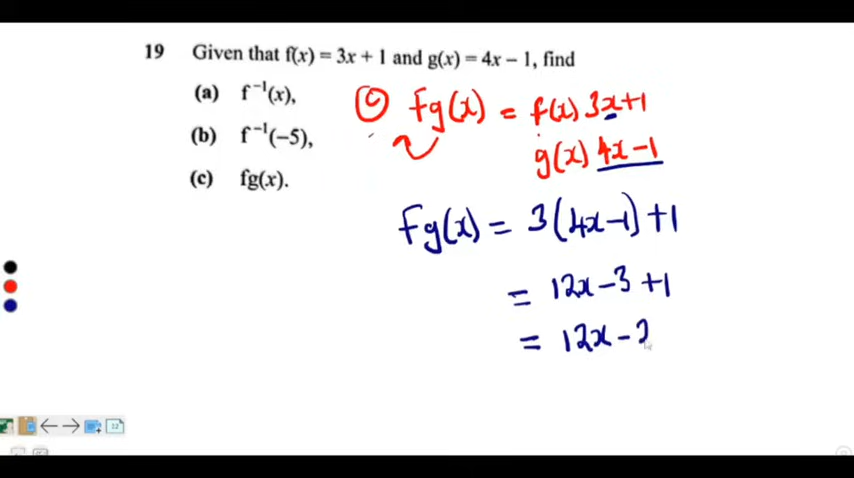 19 Given that f(x) = 3x + 1 and g(x) = 4x − 1, find
(a) f⁻¹(x),
(b) f⁻¹(−5),
(c) fg(x).
C Fg(x) = f(x) 3x+1
g(x) 4x−1
Fg(x) = 3(4x−1)+1
= 12x−3+1
= 12x−2